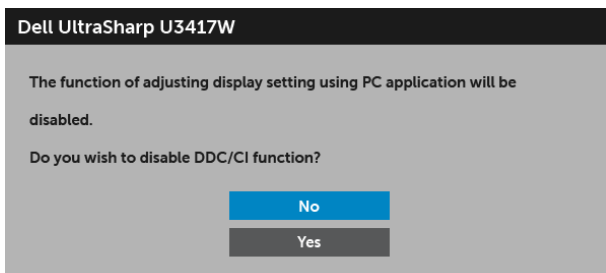 Dell UltraSharp U3417W
The function of adjusting display setting using PC application will be
disabled.
Do you wish to disable DDC/CI function?
No
Yes